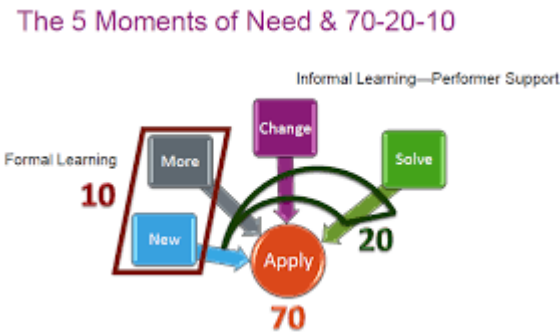 The 5 Moments of Need & 70-20-10
Informal Learning—Performer Support
Change
Formal Learning
More
Solve
10
New
20
Apply
70